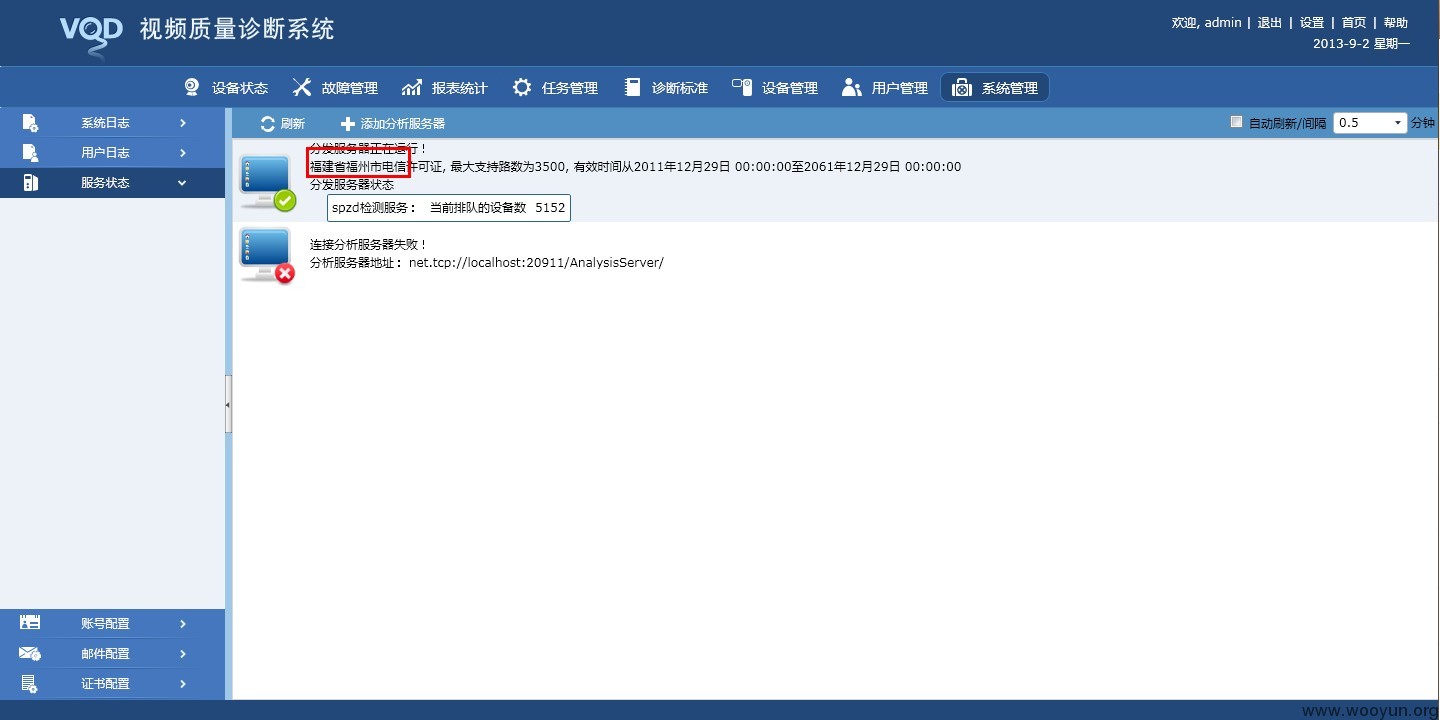 VQD 视频质量诊断系统
欢迎, admin | 退出 | 设置 | 首页 | 帮助
2013-9-2 星期一
设备状态 故障管理 报表统计 任务管理 诊断标准 设备管理 用户管理 系统管理
系统日志
用户日志
服务状态
刷新 添加分析服务器 自动刷新/间隔 0.5 分钟
分发服务器正在运行！
福建省福州市电信许可证, 最大支持路数为3500, 有效时间从2011年12月29日 00:00:00至2061年12月29日 00:00:00
分发服务器状态
spzd检测服务： 当前排队的设备数 5152
连接分析服务器失败！
分析服务器地址： net.tcp://localhost:20911/AnalysisServer/
账号配置
邮件配置
证书配置
www.wooyun.org